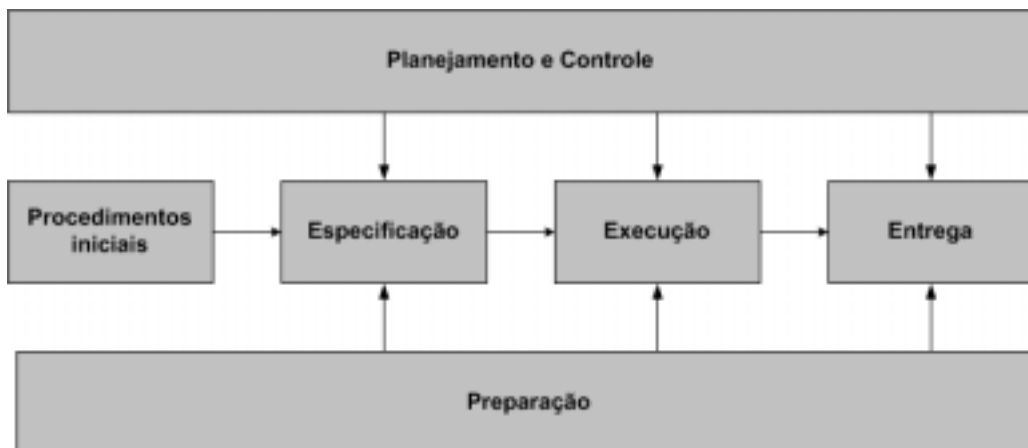 Planejamento e Controle
Procedimentos
iniciais
Especificação
Execução
Entrega
Preparação